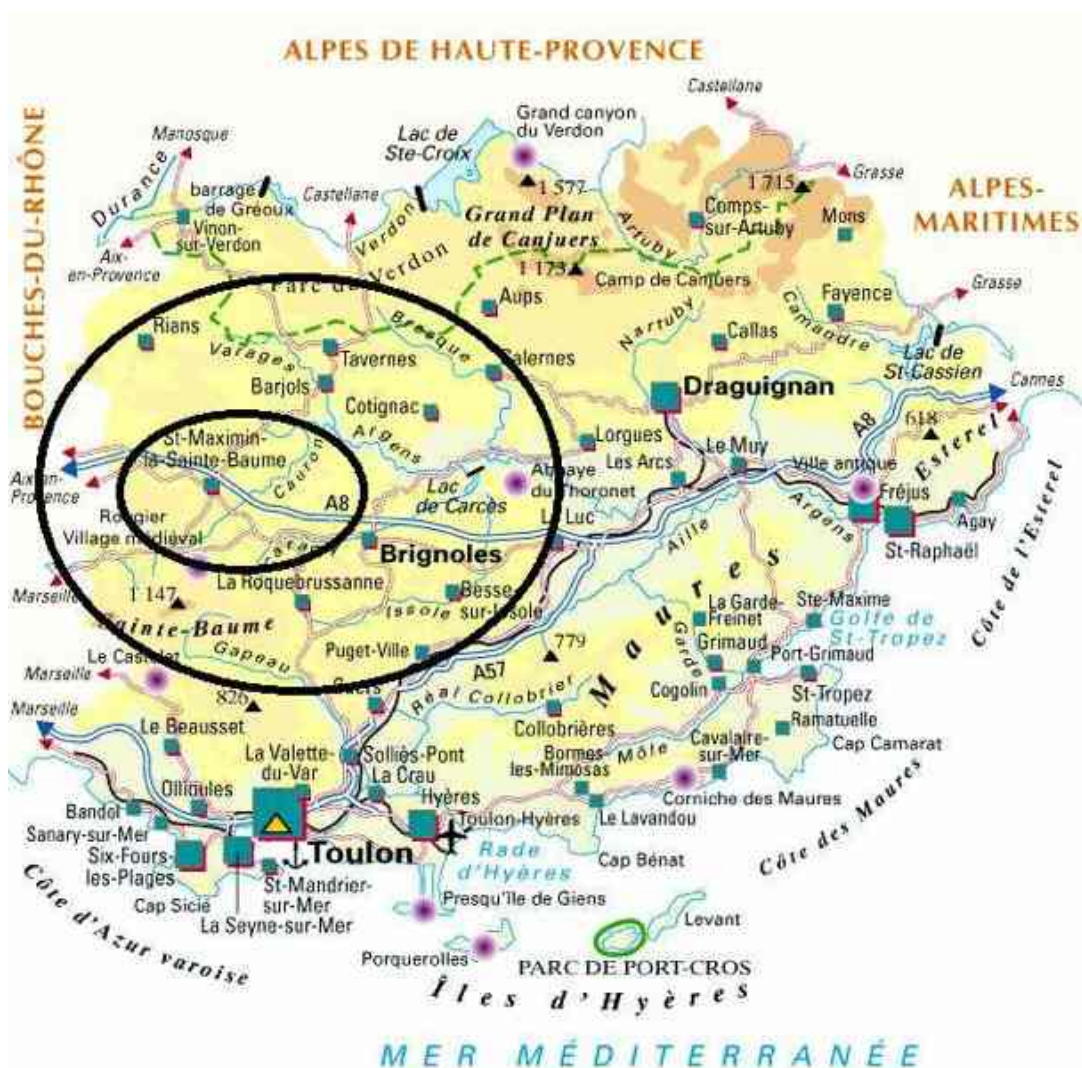 ALPES DE HAUTE-PROVENCE
BOUCHES-DU-RHÔNE
ALPES-
MARITIMES
Castellane
Grand canyon
du Verdon
Manosque
Lac de
Ste-Croix
Durance
barrage
de Gréoux
Castellane
1 577
1 715
Grasse
Vinon-
sur-Verdon
Verdon
Grand Plan
de Canjuers
Artuby
Comps-
sur-Artuby
Mons
Aix-
en-Provence
1 173
Camp de Canjuers
Parc du Verdon
Aups
Fayence
Grasse
Rians
Bresque
Nartuby
Callas
Camandre
Varages
Tavernes
Salernes
Lac de
St-Cassien
Barjols
Draguignan
Cannes
Cotignac
A8
618
St-Maximin-
la-Sainte-Baume
Argens
Lorgues
Le Muy
Esterel
Cauron
Les Arcs
Ville antique
Aix-en-
Provence
Lac
de Carcès
Abbaye
du Thoronet
Fréjus
A8
Argens
Agay
Rougier
Village médiéval
Le Luc
St-Raphaël
Brignoles
Aille
Côte de l'Esterel
Marseille
La Roquebrussanne
Besse-
sur-Issole
Maures
1 147
Issole
La Garde-
Freinet
Ste-Maxime
Sainte-Baume
Golfe de
St-Tropez
Gapeau
Puget-Ville
779
Garde
Grimaud
Port-Grimaud
Le Castellet
Marseille
A57
Réal Collobrier
Cogolin
St-Tropez
826
Cuers
Marseille
Collobrières
Ramatuelle
Le Beausset
Môle
Cavalaire-
sur-Mer
Cap Camarat
La Valette-
du-Var
Solliès-Pont
Bormes-
les-Mimosas
La Crau
Ollioules
Hyères
Corniche des Maures
Bandol
Toulon-Hyères
Le Lavandou
Sanary-sur-Mer
Toulon
Rade
d'Hyères
Cap Bénat
Côte des Maures
Six-Fours-
les-Plages
St-Mandrier-
sur-Mer
Cap Sicié
Presqu'île de Giens
La Seyne-sur-Mer
Levant
Côte d'Azur varoise
Porquerolles
PARC DE PORT-CROS
Îles d'Hyères
MER MÉDITERRANÉE